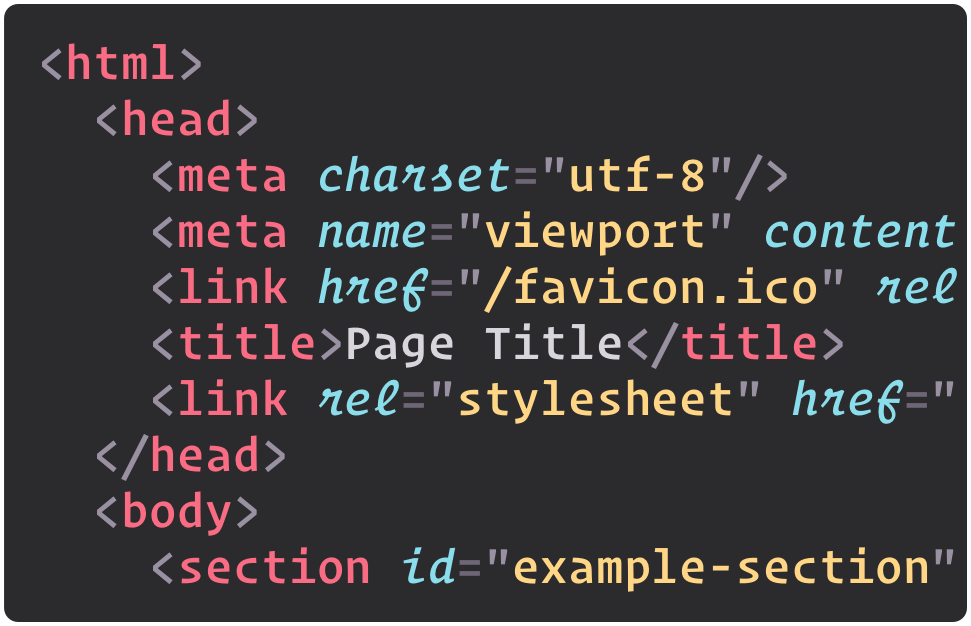 <html>
<head>
<meta charset="utf-8"/>
<meta name="viewport" content
<link href="/favicon.ico" rel
<title>Page Title</title>
<link rel="stylesheet" href="
</head>
<body>
<section id="example-section"